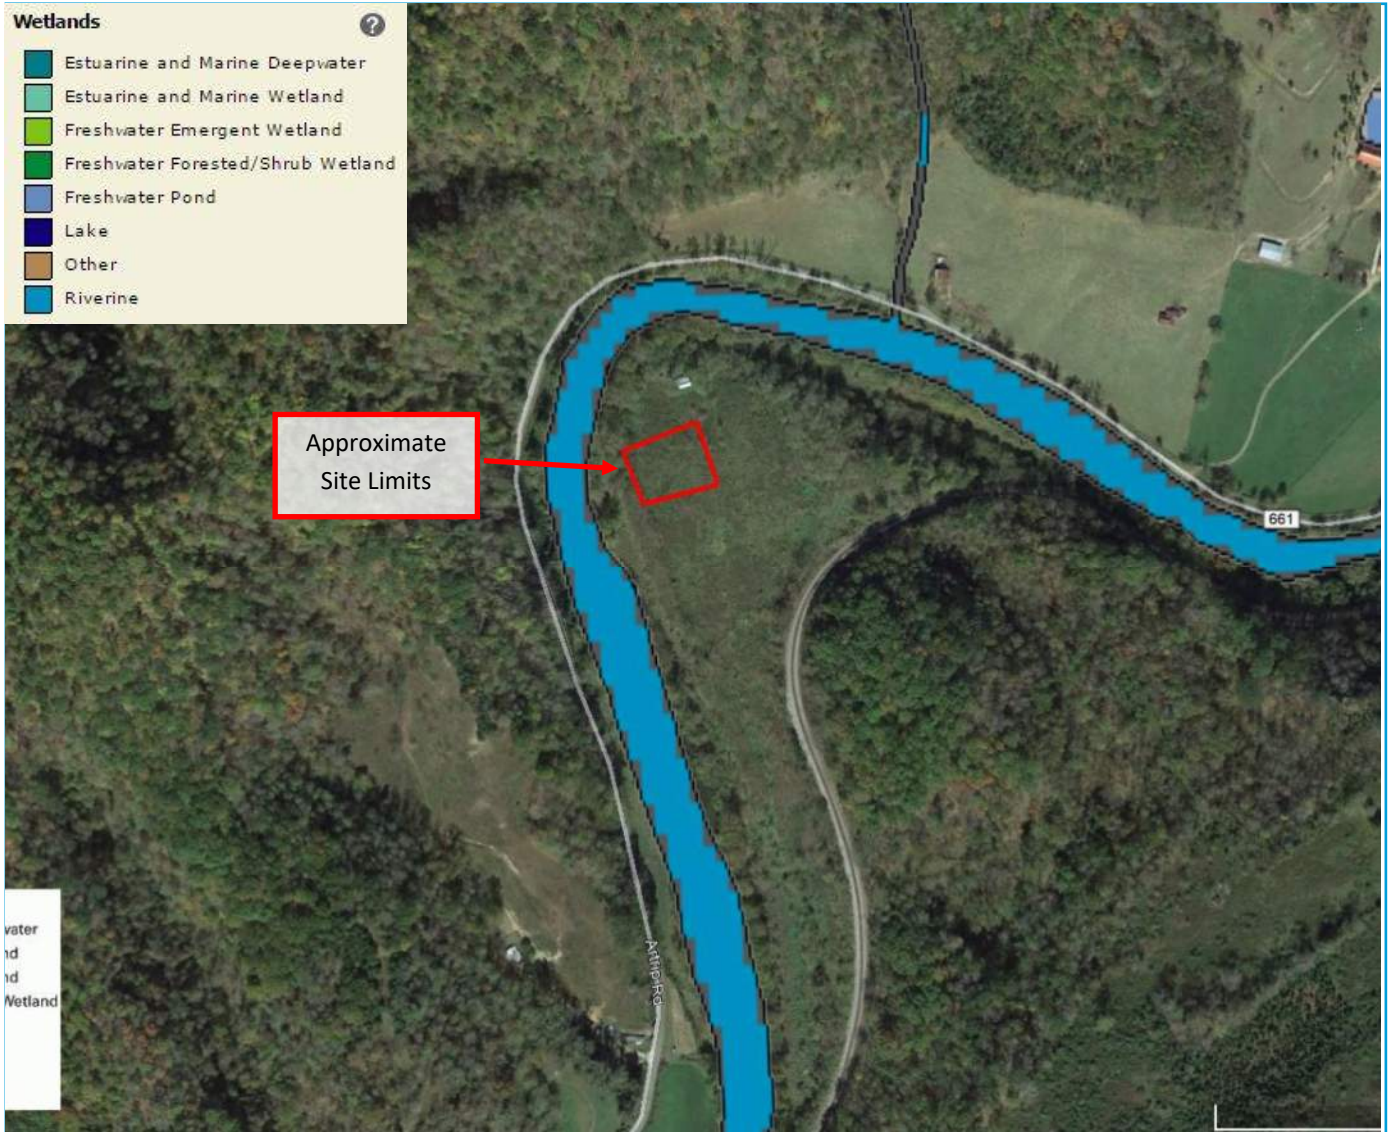 Wetlands
?
Estuarine and Marine Deepwater
Estuarine and Marine Wetland
Freshwater Emergent Wetland
Freshwater Forested/Shrub Wetland
Freshwater Pond
Lake
Other
Riverine
Approximate
Site Limits
661
Artrip Rd
vater
nd
nd
Wetland